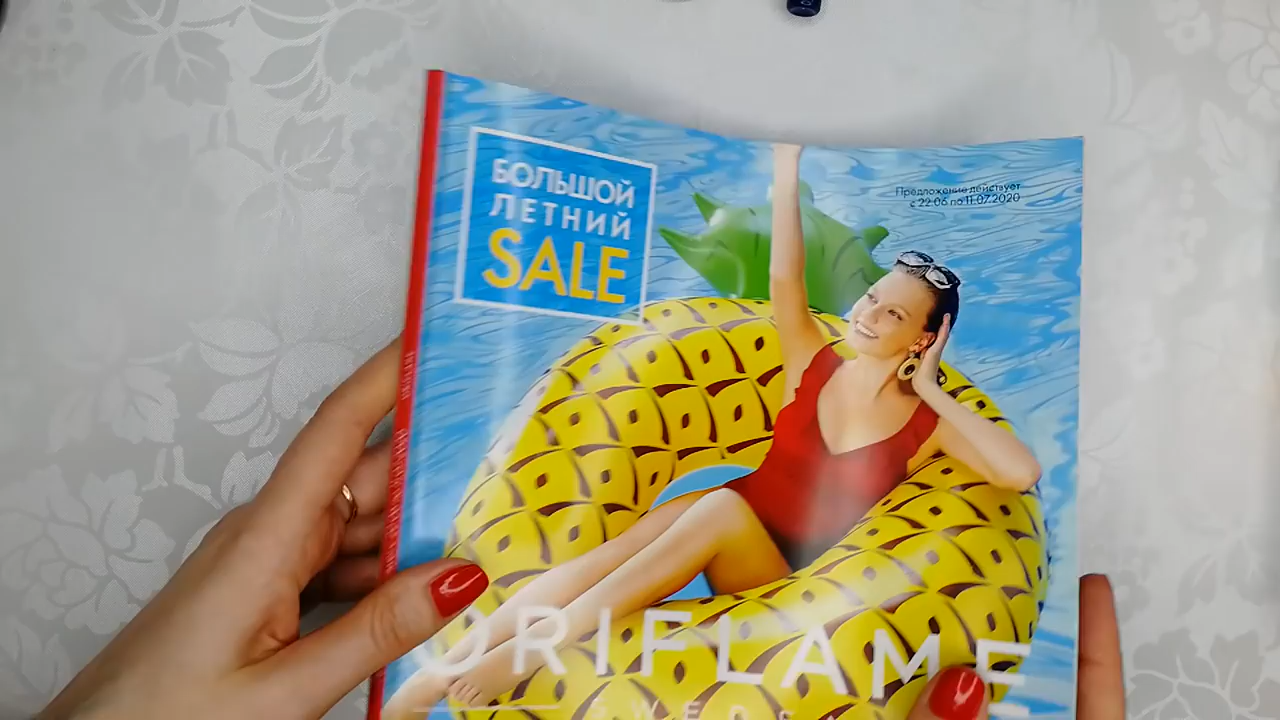 БОЛЬШОЙ
ЛЕТНИЙ
SALE
Предложение действует
с 22.06 по 11.07.2020
ORIFLAME